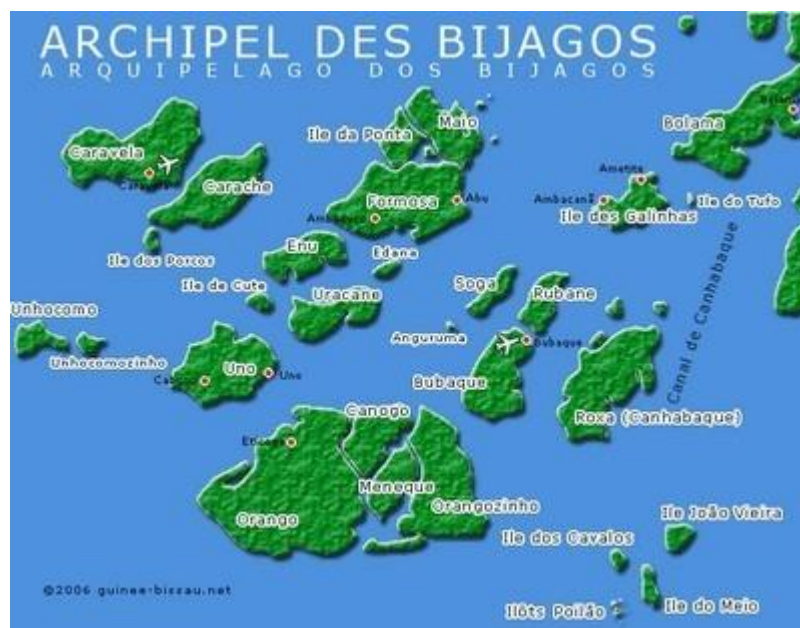 ARCHIPEL DES BIJAGOS
ARQUIPELAGO DOS BIJAGOS
Maio
Ile da Ponta
Bolama
Caravela
Carache
Ametite
Formosa
Abu
Ambacanã
Ile do Tufo
Ile des Galinhas
Enu
Edana
Ile dos Porcos
Ile de Cute
Soga
Rubane
Uracane
Unhocomo
Anguruma
Bubaque
Unhocomozinho
Uno
Uno
Bubaque
Canal de Canhabaque
Canogo
Roxa (Canhabaque)
Meneque
Orangozinho
Orango
Ile João Vieira
Ile dos Cavalos
©2006 guinee-bissau.net
Ilôts Poilão
Ile do Meio